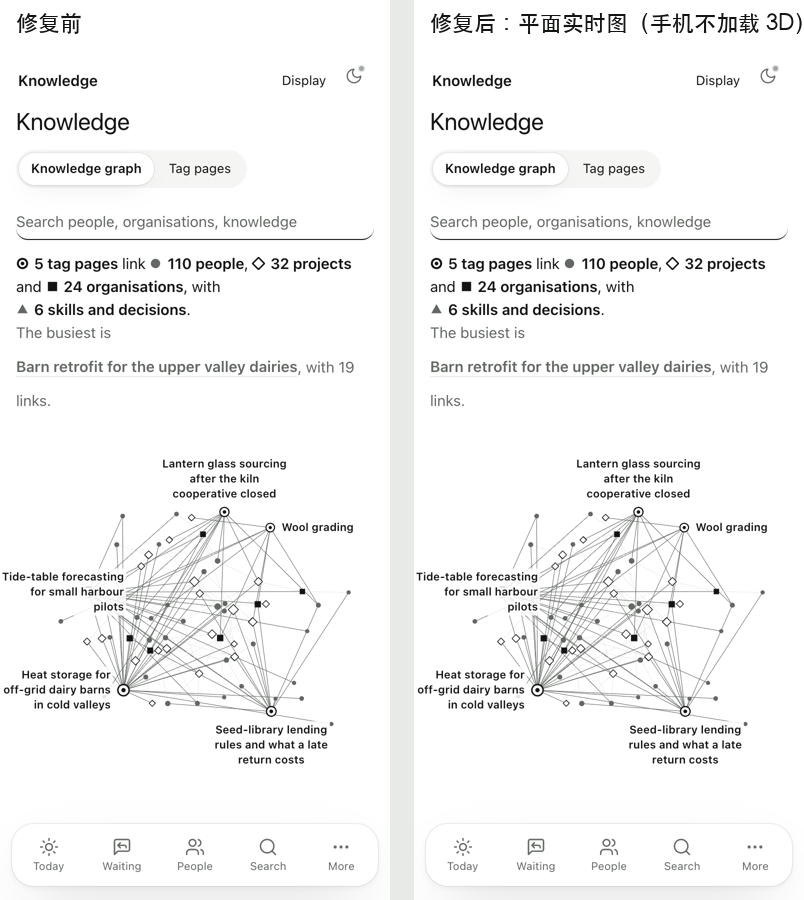 修复前
Knowledge
Display
Knowledge
Knowledge graph
Tag pages
Search people, organisations, knowledge
5 tag pages link 110 people, 32 projects
and 24 organisations, with
6 skills and decisions.
The busiest is
Barn retrofit for the upper valley dairies, with 19
links.
Lantern glass sourcing
after the kiln
cooperative closed
Wool grading
Tide-table forecasting
for small harbour
pilots
Heat storage for
off-grid dairy barns
in cold valleys
Seed-library lending
rules and what a late
return costs
Today
Waiting
People
Search
More
修复后：平面实时图（手机不加载 3D）
Knowledge
Display
Knowledge
Knowledge graph
Tag pages
Search people, organisations, knowledge
5 tag pages link 110 people, 32 projects
and 24 organisations, with
6 skills and decisions.
The busiest is
Barn retrofit for the upper valley dairies, with 19
links.
Lantern glass sourcing
after the kiln
cooperative closed
Wool grading
Tide-table forecasting
for small harbour
pilots
Heat storage for
off-grid dairy barns
in cold valleys
Seed-library lending
rules and what a late
return costs
Today
Waiting
People
Search
More